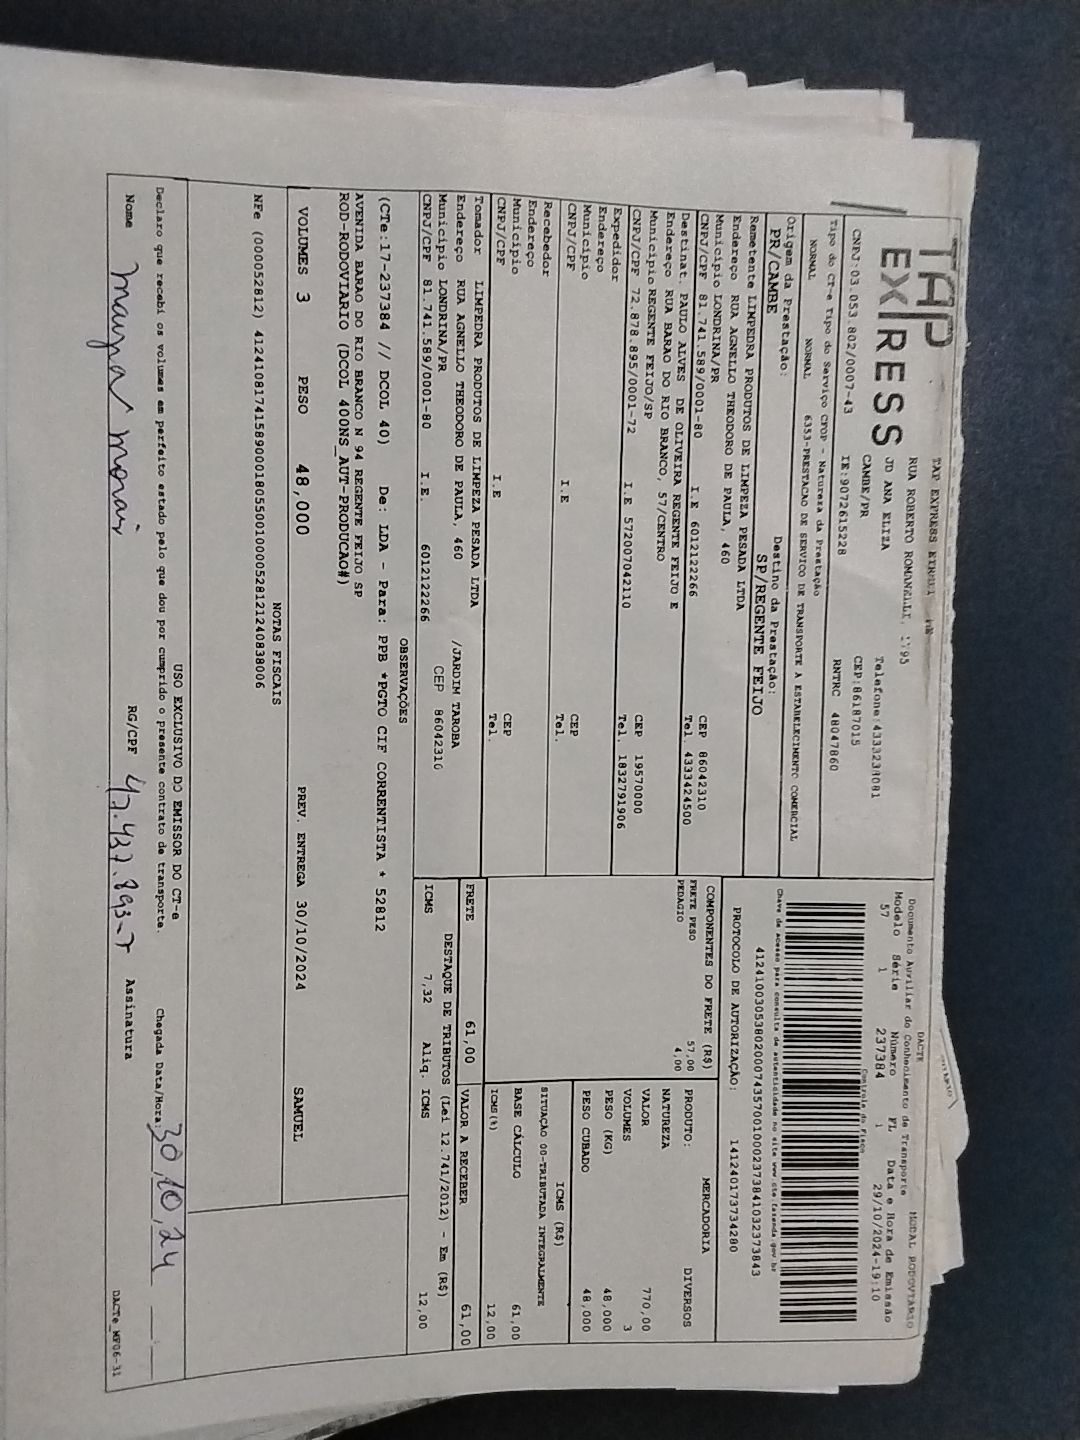 TAP
EXPRESS
TAP EXPRESS EIRELI
RUA ROBERTO ROMANELLI,
JD ANA ELIZA
CAMBE/PR
Telefone:4333238081
CEP:86187015
CNPJ:03.053.802/0007-43 IE:9072615228 RNTRC 48047860
Tipo do CT-e Tipo do Serviço CFOP - Natureza da Prestação
NORMAL NORMAL 6353-PRESTACAO DE SERVICO DE TRANSPORTE A ESTABELECIMENTO COMERCIAL
Origem da Prestação: Destino da Prestação:
PR/CAMBE SP/REGENTE FEIJO
Remetente LIMPEDRA PRODUTOS DE LIMPEZA PESADA LTDA
Endereço RUA AGNELLO THEODORO DE PAULA, 460
Município LONDRINA/PR CEP 86042310
CNPJ/CPF 81.741.589/0001-80 I.E 6012122266 Tel. 4333424500
Destinat. PAULO ALVES DE OLIVEIRA REGENTE FEIJO E
Endereço RUA BARAO DO RIO BRANCO, 57/CENTRO
Município REGENTE FEIJO/SP CEP 19570000
CNPJ/CPF 72.878.895/0001-72 I.E 572007042110 Tel. 1832791906
Expedidor
Endereço
Município CEP
CNPJ/CPF I.E Tel.
Recebedor
Endereço
Município CEP
CNPJ/CPF I.E Tel.
Tomador LIMPEDRA PRODUTOS DE LIMPEZA PESADA LTDA
Endereço RUA AGNELLO THEODORO DE PAULA, 460 /JARDIM TAROBA
Município LONDRINA/PR CEP 86042310
CNPJ/CPF 81.741.589/0001-80 I.E. 6012122266
DACTE MODAL RODOVIARIO
Documento Auxiliar do Conhecimento de Transporte
Modelo Série Número FL Data e Hora de Emissão
57 1 237384 1 29/10/2024-19:10
Controle do Fisco
Chave de acesso para consulta de autenticidade no site www.cte.fazenda.gov.br
41241003053802000743570010002373841032373843
PROTOCOLO DE AUTORIZAÇÃO: 141240173734280
COMPONENTES DO FRETE (R$)
FRETE PESO 57,00
PEDAGIO 4,00
MERCADORIA
PRODUTO: DIVERSOS
NATUREZA
VALOR 770,00
VOLUMES 3
PESO (KG) 48,000
PESO CUBADO 48,000
ICMS (R$)
SITUAÇÃO 00-TRIBUTADA INTEGRALMENTE
BASE CÁLCULO 61,00
ICMS(%) 12,00
FRETE 61,00 VALOR A RECEBER 61,00
DESTAQUE DE TRIBUTOS (Lei 12.741/2012) - Em (R$)
ICMS 7,32 Aliq. ICMS 12,00
OBSERVAÇÕES
(CTe:17-237384 // DCOL 40) De: LDA - Para: PPB *PGTO CIF CORRENTISTA * 52812
AVENIDA BARAO DO RIO BRANCO N 94 REGENTE FEIJO SP
ROD-RODOVIARIO (DCOL 400NS_AUT-PRODUCAO#)
VOLUMES 3 PESO 48,000 PREV. ENTREGA 30/10/2024 SAMUEL
NOTAS FISCAIS
NFe (000052812) 41241081741589000180550010000528121240838006
USO EXCLUSIVO DO EMISSOR DO CT-e
Declaro que recebi os volumes em perfeito estado pelo que dou por cumprido o presente contrato de transporte. Chegada Data/Hora: 30/10/24
Nome mayra morais RG/CPF 47.437.893-7 Assinatura
DACTe_MP06-31